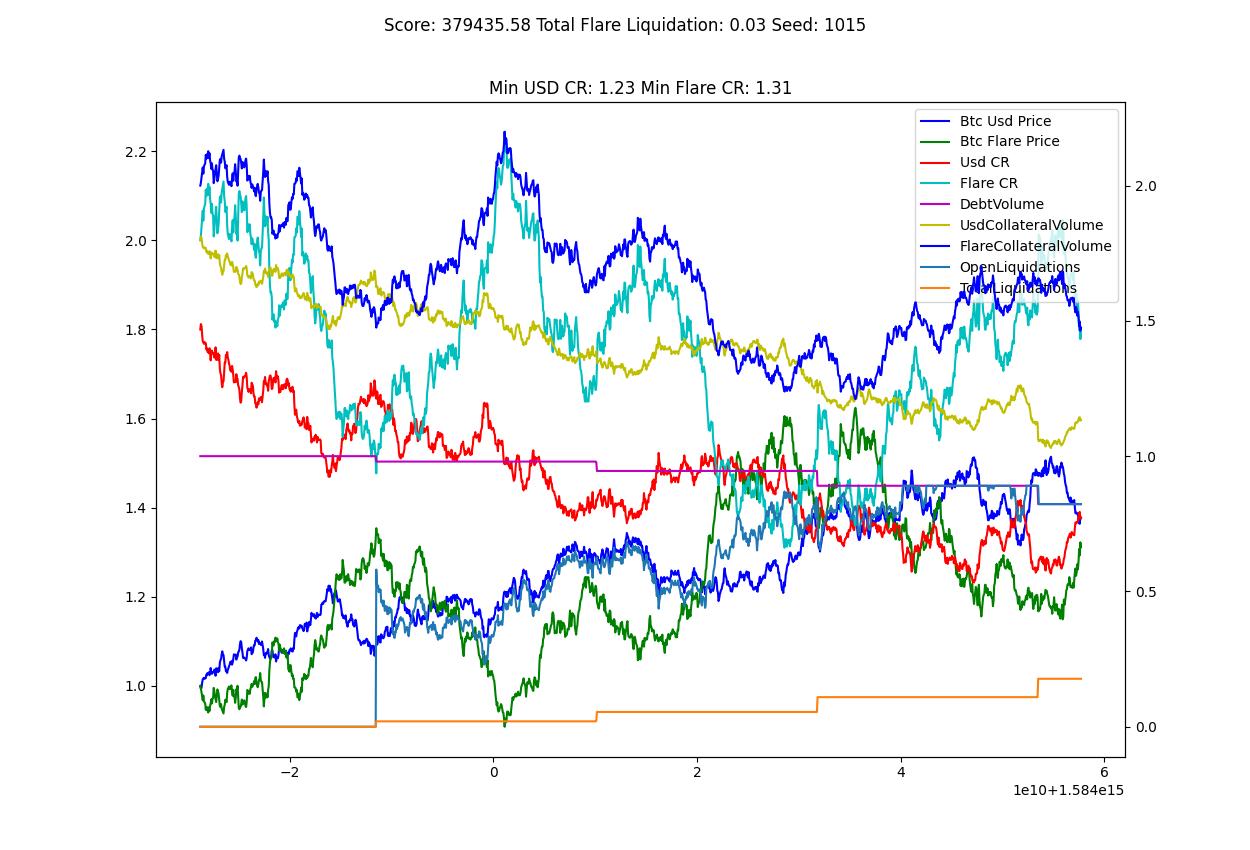 Score: 379435.58 Total Flare Liquidation: 0.03 Seed: 1015
Min USD CR: 1.23 Min Flare CR: 1.31
Btc Usd Price
Btc Flare Price
Usd CR
Flare CR
DebtVolume
UsdCollateralVolume
FlareCollateralVolume
OpenLiquidations
TotalLiquidations
2.2
2.0
1.8
1.6
1.4
1.2
1.0
2.0
1.5
1.0
0.5
0.0
−2
0
2
4
6
1e10+1.584e15